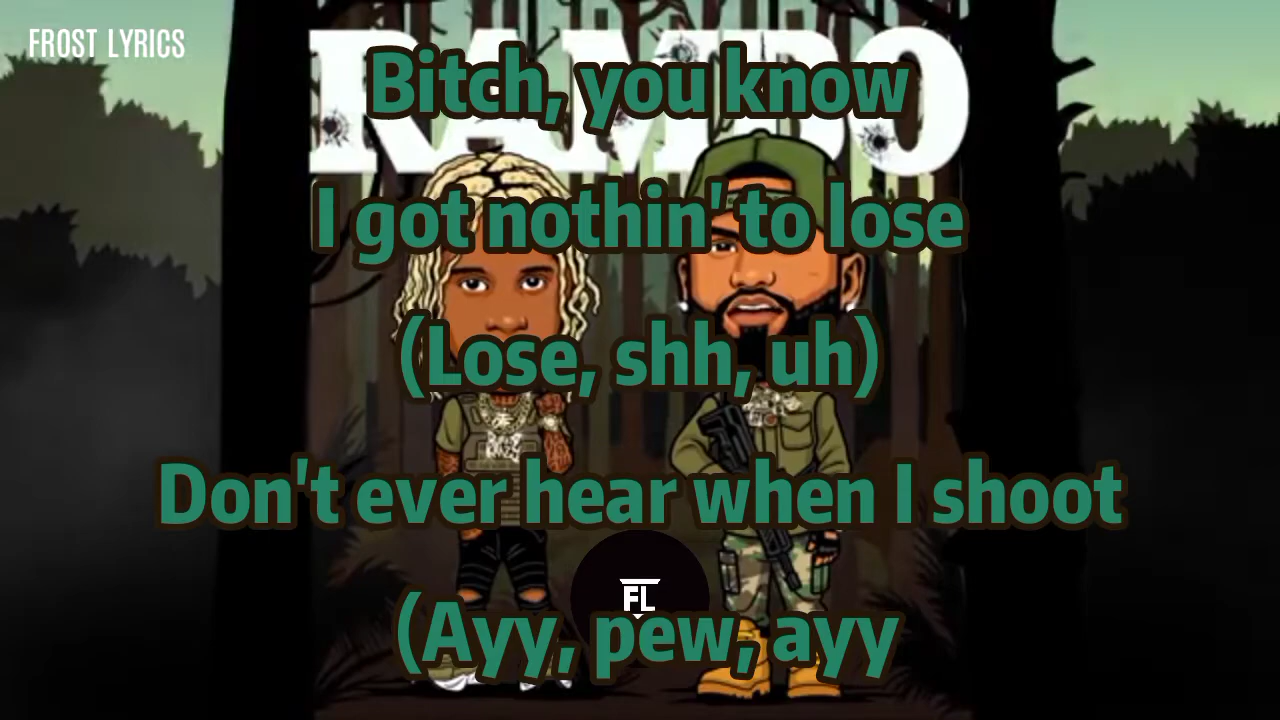 FROST LYRICS
RAMBO
Bitch, you know
I got nothin' to lose
(Lose, shh, uh)
Don't ever hear when I shoot
FL
(Ayy, pew, ayy